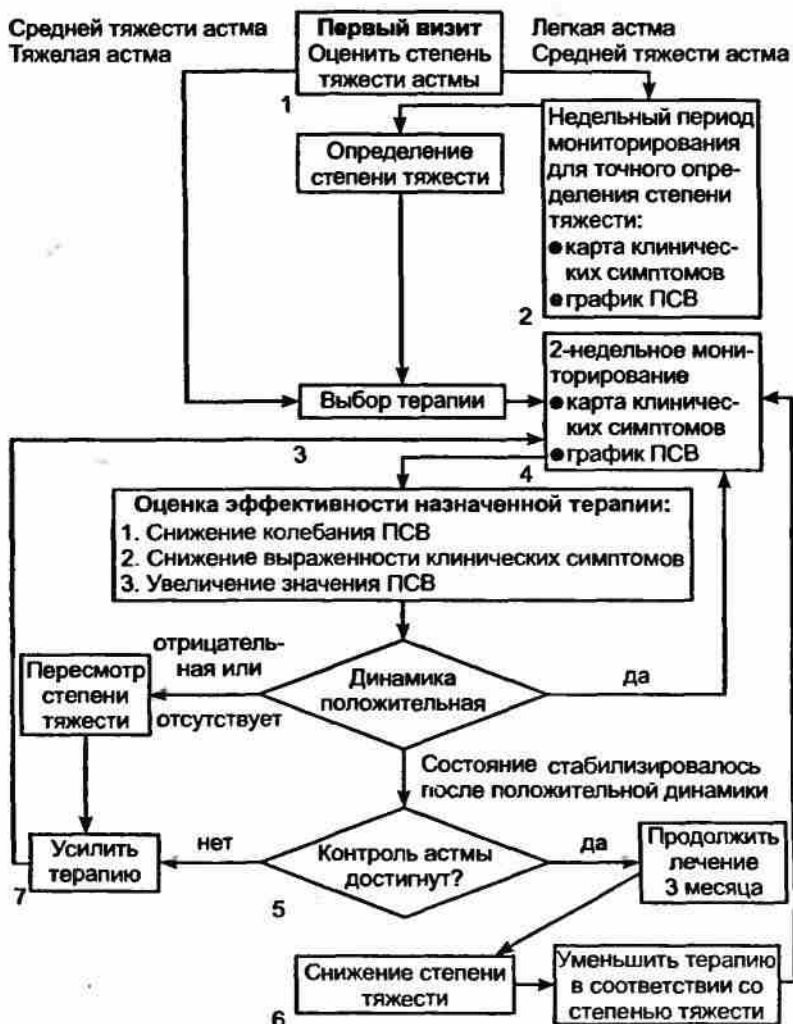 Средней тяжести астма
Тяжелая астма
Первый визит
Оценить степень
тяжести астмы
Легкая астма
Средней тяжести астма
1
Определение
степени тяжести
Недельный период
мониторирования
для точного опре-
деления степени
тяжести:
● карта клиничес-
ких симптомов
● график ПСВ
2
Выбор терапии
3
2-недельное мони-
торирование
● карта клиничес-
ких симптомов
● график ПСВ
4
Оценка эффективности назначенной терапии:
1. Снижение колебания ПСВ
2. Снижение выраженности клинических симптомов
3. Увеличение значения ПСВ
отрицатель-
ная или
отсутствует
Пересмотр
степени
тяжести
Динамика
положительная
да
Состояние стабилизировалось
после положительной динамики
Усилить
терапию
7
нет
Контроль астмы
достигнут?
5
да
Продолжить
лечение
3 месяца
Снижение степени
тяжести
6
Уменьшить терапию
в соответствии со
степенью тяжести